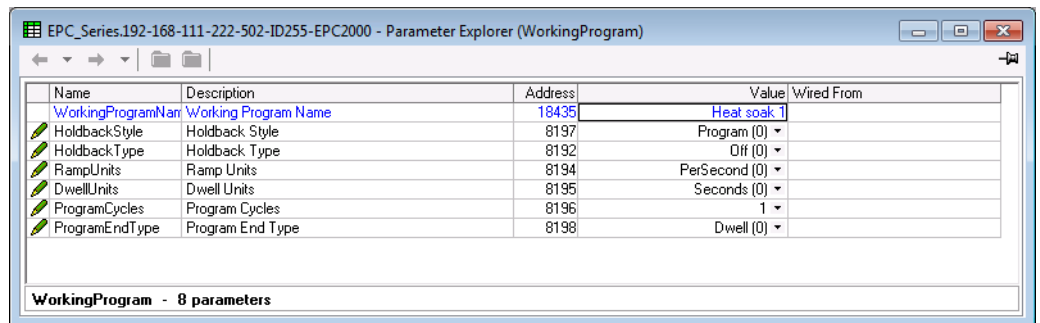 EPC_Series.192-168-111-222-502-ID255-EPC2000 - Parameter Explorer (WorkingProgram)
Name Description Address Value Wired From
WorkingProgramNam Working Program Name 18435 Heat soak 1
HoldbackStyle Holdback Style 8197 Program (0)
HoldbackType Holdback Type 8192 Off (0)
RampUnits Ramp Units 8194 PerSecond (0)
DwellUnits Dwell Units 8195 Seconds (0)
ProgramCycles Program Cycles 8196 1
ProgramEndType Program End Type 8198 Dwell (0)
WorkingProgram - 8 parameters